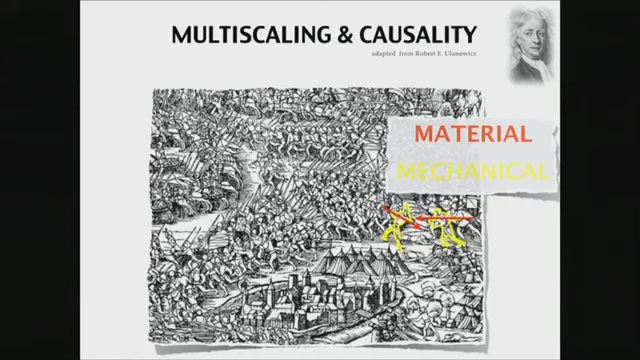 MULTISCALING & CAUSALITY
adapted from Robert E. Ulanowicz
MATERIAL
MECHANICAL